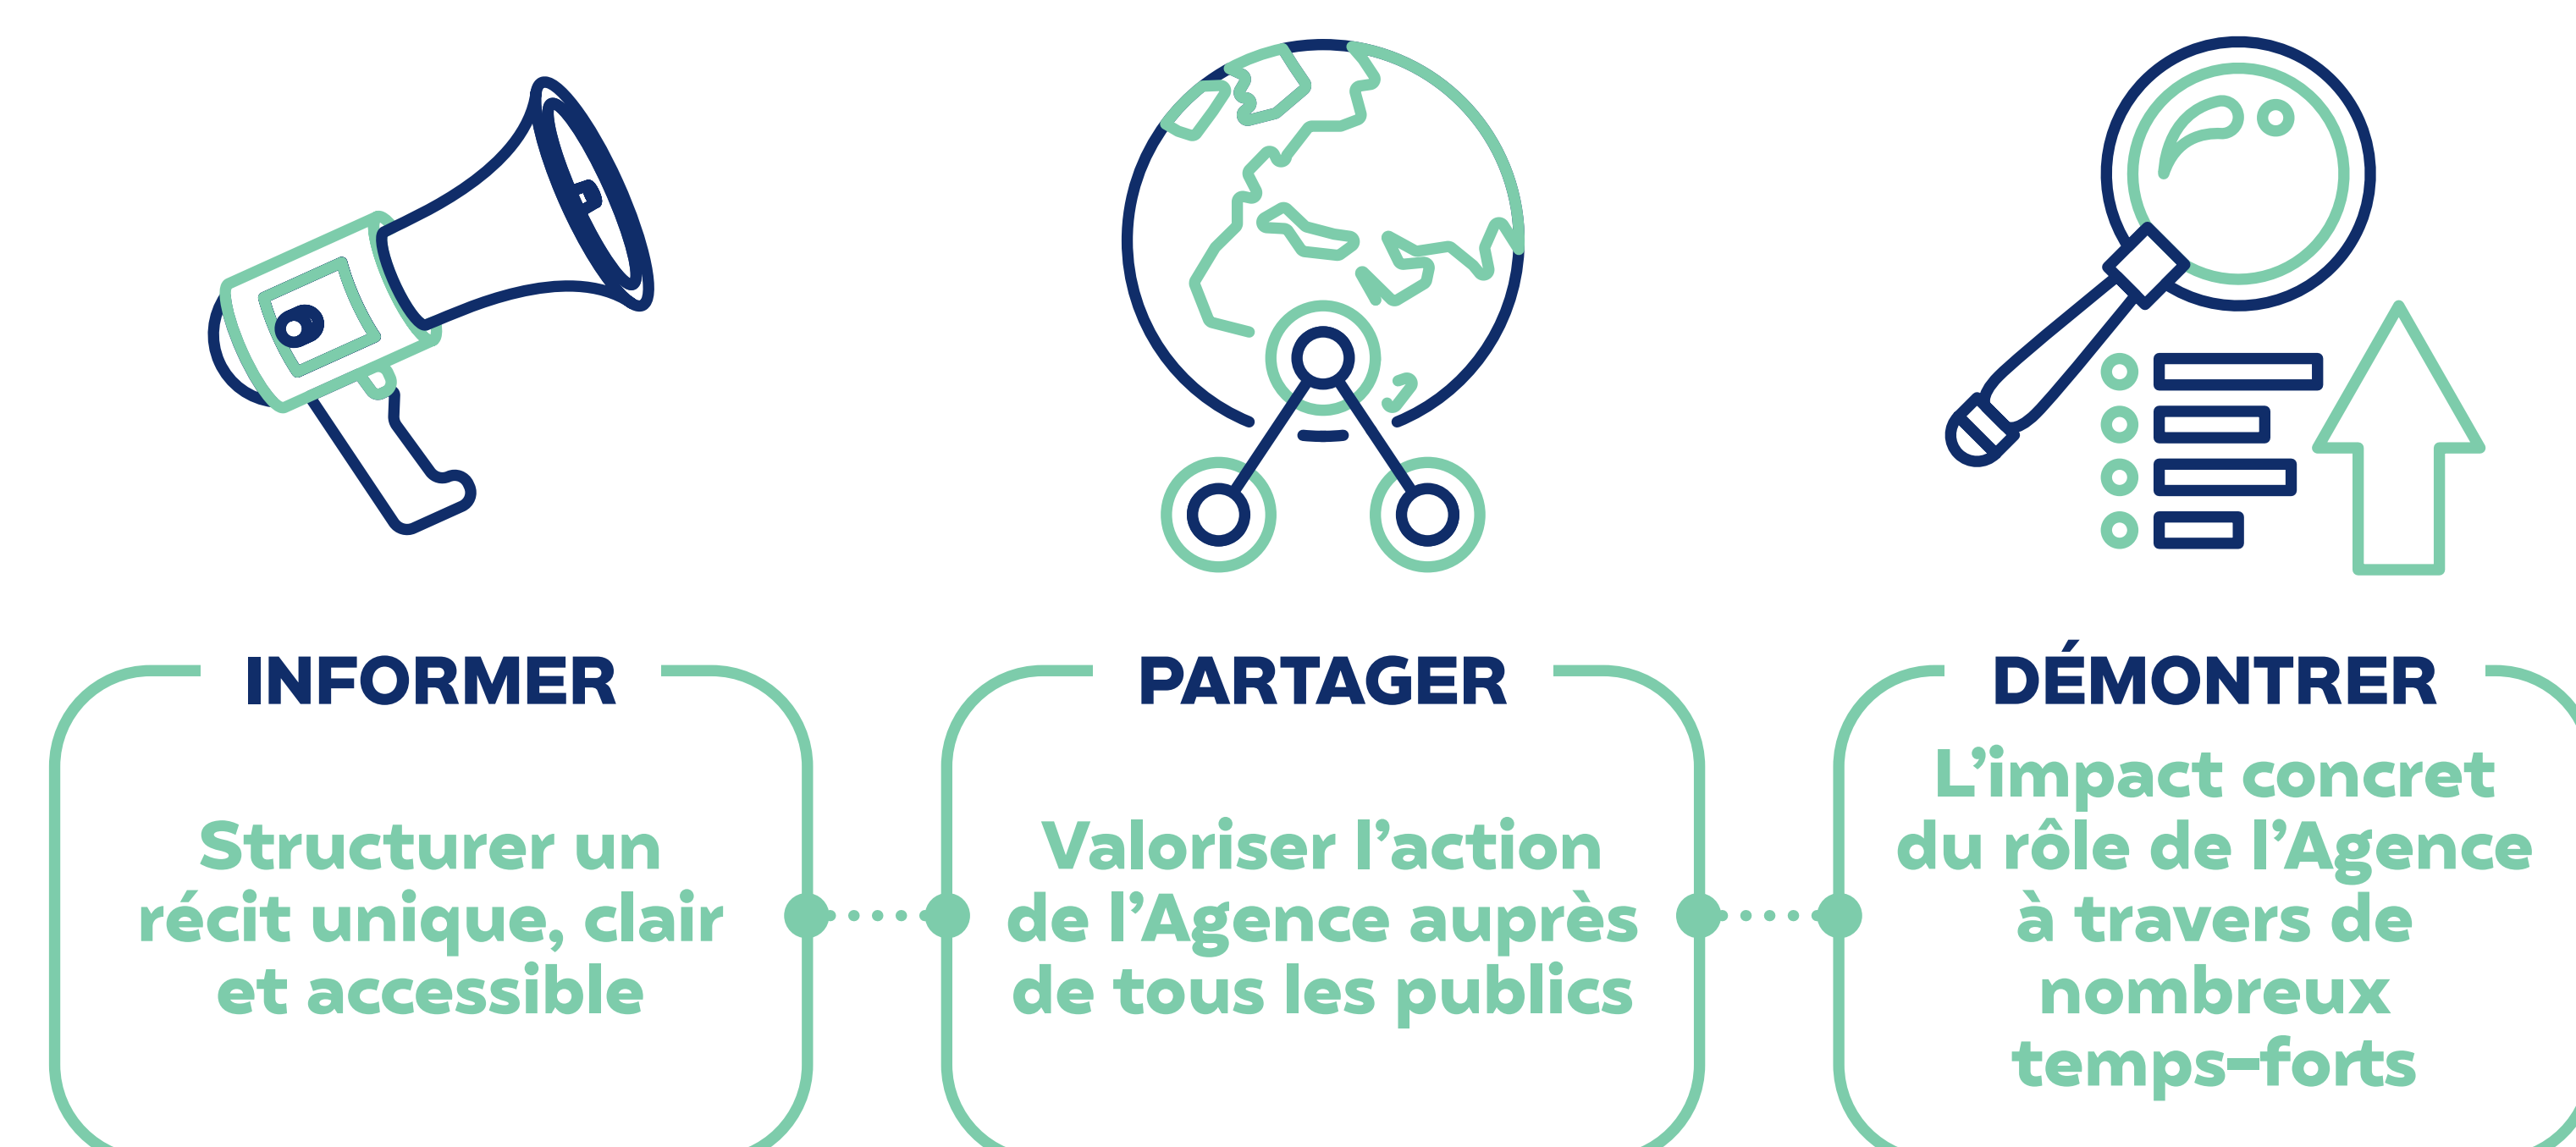 INFORMER
Structurer un
récit unique, clair
et accessible
PARTAGER
Valoriser l’action
de l’Agence auprès
de tous les publics
DÉMONTRER
L’impact concret
du rôle de l’Agence
à travers de
nombreux
temps-forts